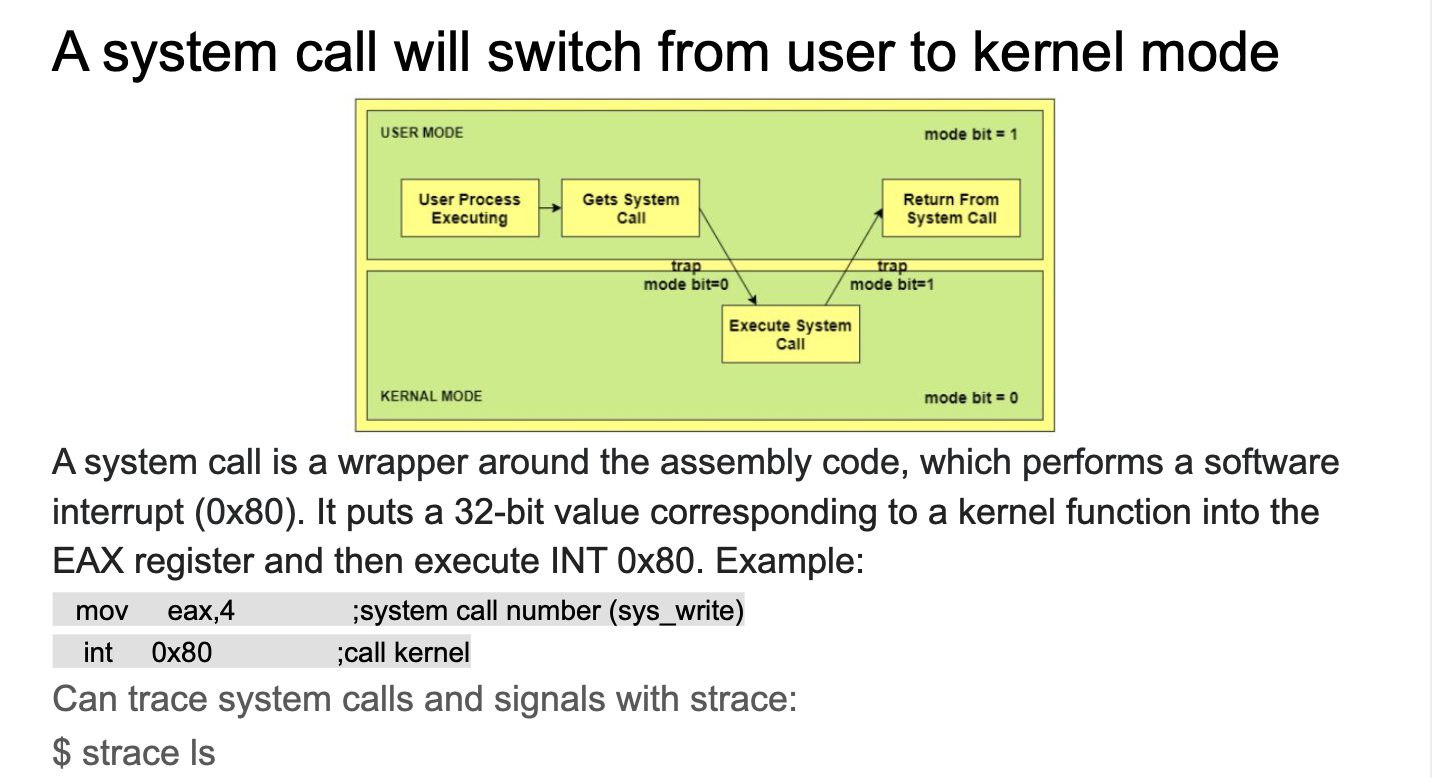 A system call will switch from user to kernel mode
USER MODE
mode bit = 1
User Process
Executing
Gets System
Call
Return From
System Call
trap
mode bit=0
trap
mode bit=1
Execute System
Call
KERNAL MODE
mode bit = 0
A system call is a wrapper around the assembly code, which performs a software
interrupt (0x80). It puts a 32-bit value corresponding to a kernel function into the
EAX register and then execute INT 0x80. Example:
mov eax,4 ;system call number (sys_write)
int 0x80 ;call kernel
Can trace system calls and signals with strace:
$ strace ls